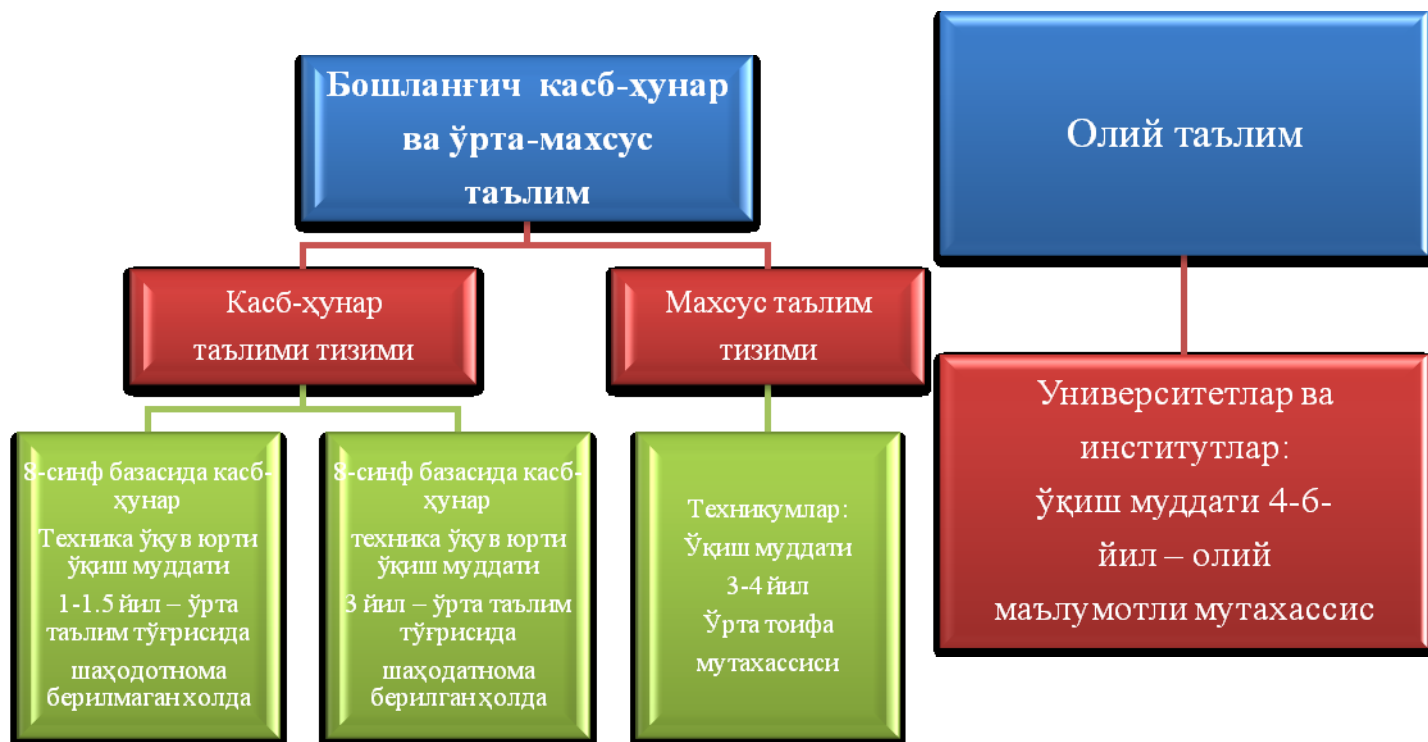 Бошланғич касб-ҳунар
ва ўрта-махсус
таълим
Олий таълим
Касб-ҳунар
таълими тизими
Махсус таълим
тизими
Университетлар ва
институтлар:
ўқиш муддати 4-6-
йил – олий
маълумотли мутахассис
8-синф базасида касб-
ҳунар
Техника ўқув юрти
ўқиш муддати
1-1.5 йил – ўрта
таълим тўғрисида
шаҳодотнома
берилмаган холда
8-синф базасида касб-
ҳунар
техника ўқув юрти
ўқиш муддати
3 йил – ўрта таълим
тўғрисида
шаҳодатнома
берилган ҳолда
Техникумлар:
Ўқиш муддати
3-4 йил
Ўрта тоифа
мутахассиси